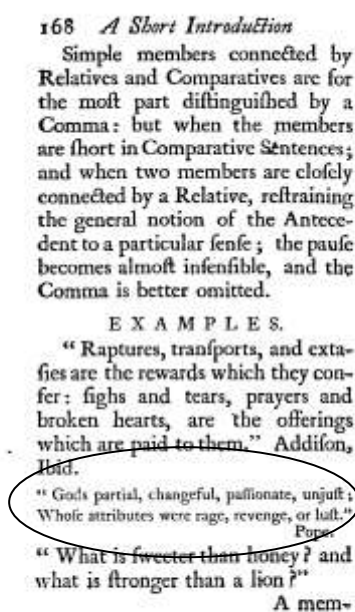 168 A Short Introduction
Simple members connected by
Relatives and Comparatives are for
the moſt part diſtinguiſhed by a
Comma: but when the members
are ſhort in Comparative Sentences;
and when two members are cloſely
connected by a Relative, reſtraining
the general notion of the Antece-
dent to a particular ſenſe; the pauſe
becomes almoſt inſenſible, and the
Comma is better omitted.
EXAMPLES.
“ Raptures, tranſports, and exta-
ſies are the rewards which they con-
fer: ſighs and tears, prayers and
broken hearts, are the offerings
which are paid to them.” Addiſon,
Ibid.
“ Gods partial, changeful, paſſionate, unjuſt;
Whoſe attributes were rage, revenge, or luſt.”
Pope.
“ What is ſweeter than honey? and
what is ſtronger than a lion?”
A mem-